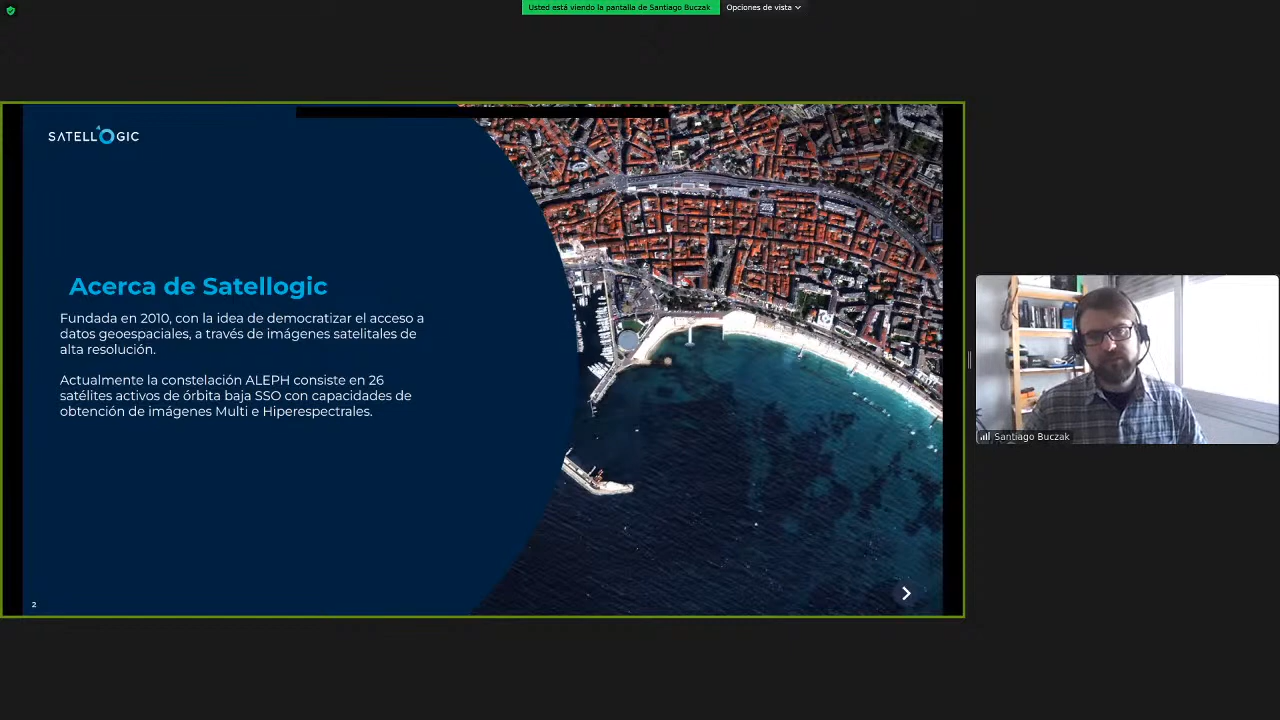 Usted está viendo la pantalla de Santiago Buczak
Opciones de vista
SATELLOGIC
Acerca de Satellogic
Fundada en 2010, con la idea de democratizar el acceso a
datos geoespaciales, a través de imágenes satelitales de
alta resolución.
Actualmente la constelación ALEPH consiste en 26
satélites activos de órbita baja SSO con capacidades de
obtención de imágenes Multi e Hiperespectrales.
2
Santiago Buczak